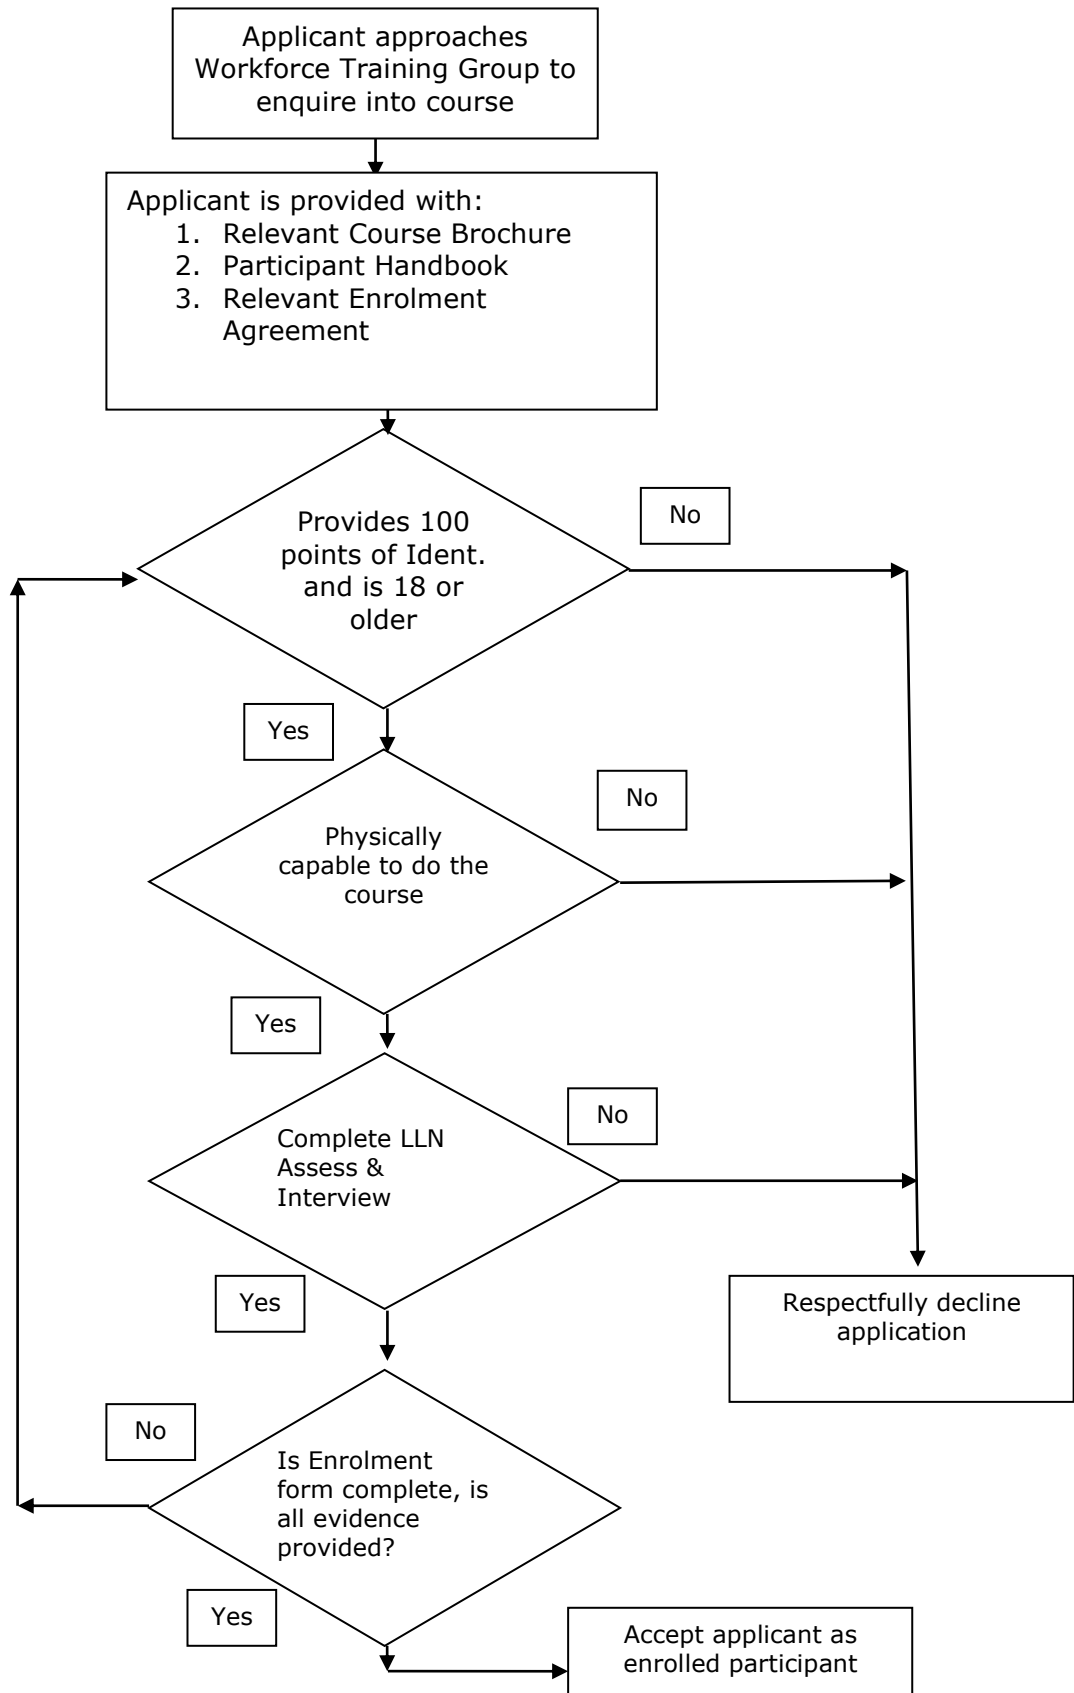 Applicant approaches
Workforce Training Group to
enquire into course
Applicant is provided with:
1. Relevant Course Brochure
2. Participant Handbook
3. Relevant Enrolment
Agreement
No
Provides 100
points of Ident.
and is 18 or
older
Yes
No
Physically
capable to do the
course
Yes
No
Complete LLN
Assess &
Interview
Yes
Respectfully decline
application
No
Is Enrolment
form complete, is
all evidence
provided?
Yes
Accept applicant as
enrolled participant